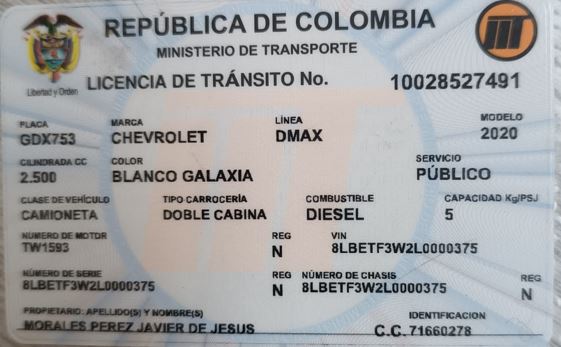 REPÚBLICA DE COLOMBIA
MINISTERIO DE TRANSPORTE
Libertad y Orden
LICENCIA DE TRÁNSITO No. 10028527491
PLACA MARCA LÍNEA MODELO
GDX753 CHEVROLET DMAX 2020
CILINDRADA CC COLOR SERVICIO
2.500 BLANCO GALAXIA PÚBLICO
CLASE DE VEHÍCULO TIPO CARROCERÍA COMBUSTIBLE CAPACIDAD Kg/PSJ
CAMIONETA DOBLE CABINA DIESEL 5
NÚMERO DE MOTOR REG VIN
TW1593 N 8LBETF3W2L0000375
NÚMERO DE SERIE REG NÚMERO DE CHASIS REG
8LBETF3W2L0000375 N 8LBETF3W2L0000375 N
PROPIETARIO: APELLIDO(S) Y NOMBRE(S) IDENTIFICACION
MORALES PEREZ JAVIER DE JESUS C.C. 71660278